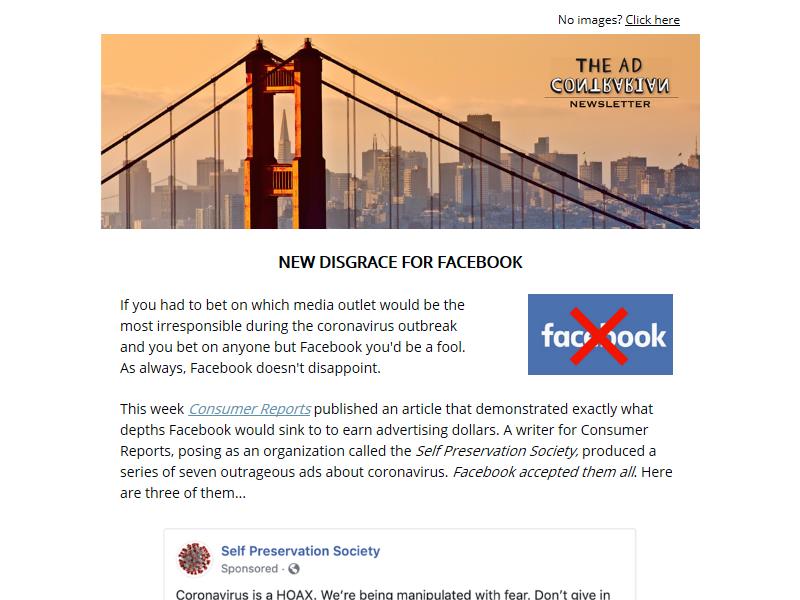 No images? Click here
THE AD
CONTRARIAN
NEWSLETTER
NEW DISGRACE FOR FACEBOOK
If you had to bet on which media outlet would be the
most irresponsible during the coronavirus outbreak
and you bet on anyone but Facebook you'd be a fool.
As always, Facebook doesn't disappoint.
facebook
This week Consumer Reports published an article that demonstrated exactly what
depths Facebook would sink to to earn advertising dollars. A writer for Consumer
Reports, posing as an organization called the Self Preservation Society, produced a
series of seven outrageous ads about coronavirus. Facebook accepted them all. Here
are three of them...
Self Preservation Society
Sponsored ·
Coronavirus is a HOAX. We're being manipulated with fear. Don't give in